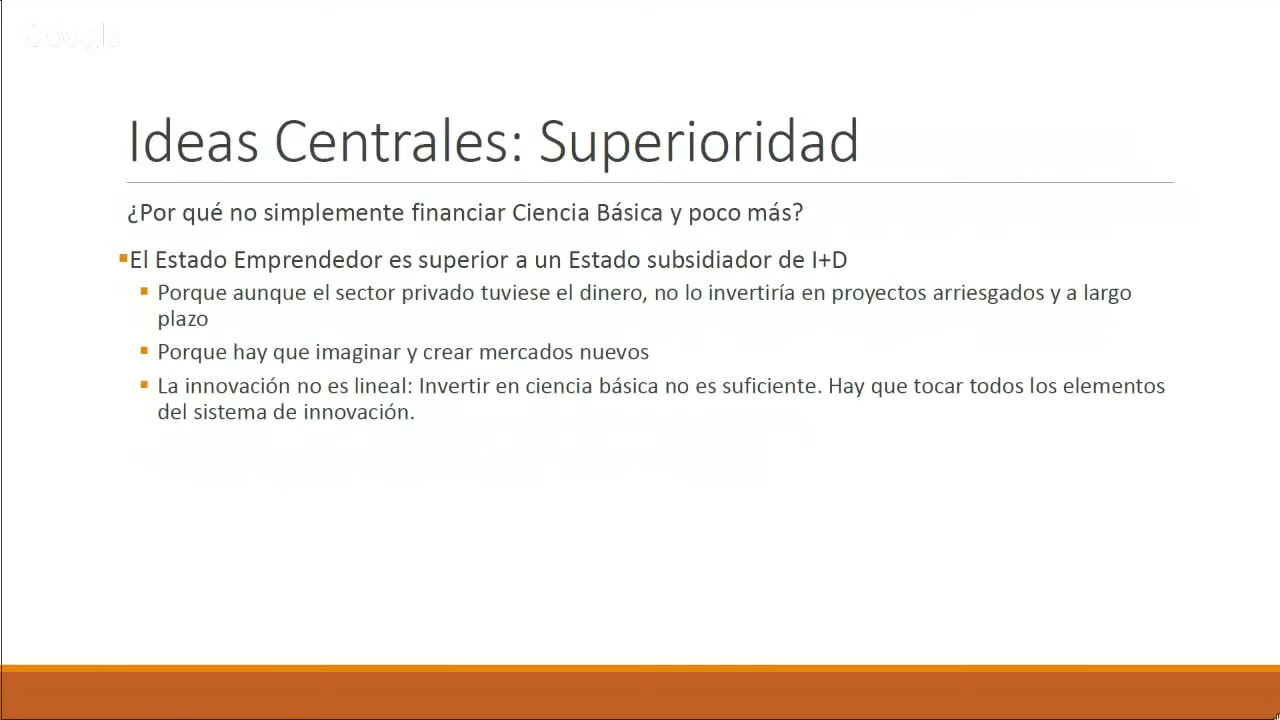 Google
Ideas Centrales: Superioridad
¿Por qué no simplemente financiar Ciencia Básica y poco más?
El Estado Emprendedor es superior a un Estado subsidiador de I+D
Porque aunque el sector privado tuviese el dinero, no lo invertiría en proyectos arriesgados y a largo
plazo
Porque hay que imaginar y crear mercados nuevos
La innovación no es lineal: Invertir en ciencia básica no es suficiente. Hay que tocar todos los elementos
del sistema de innovación.